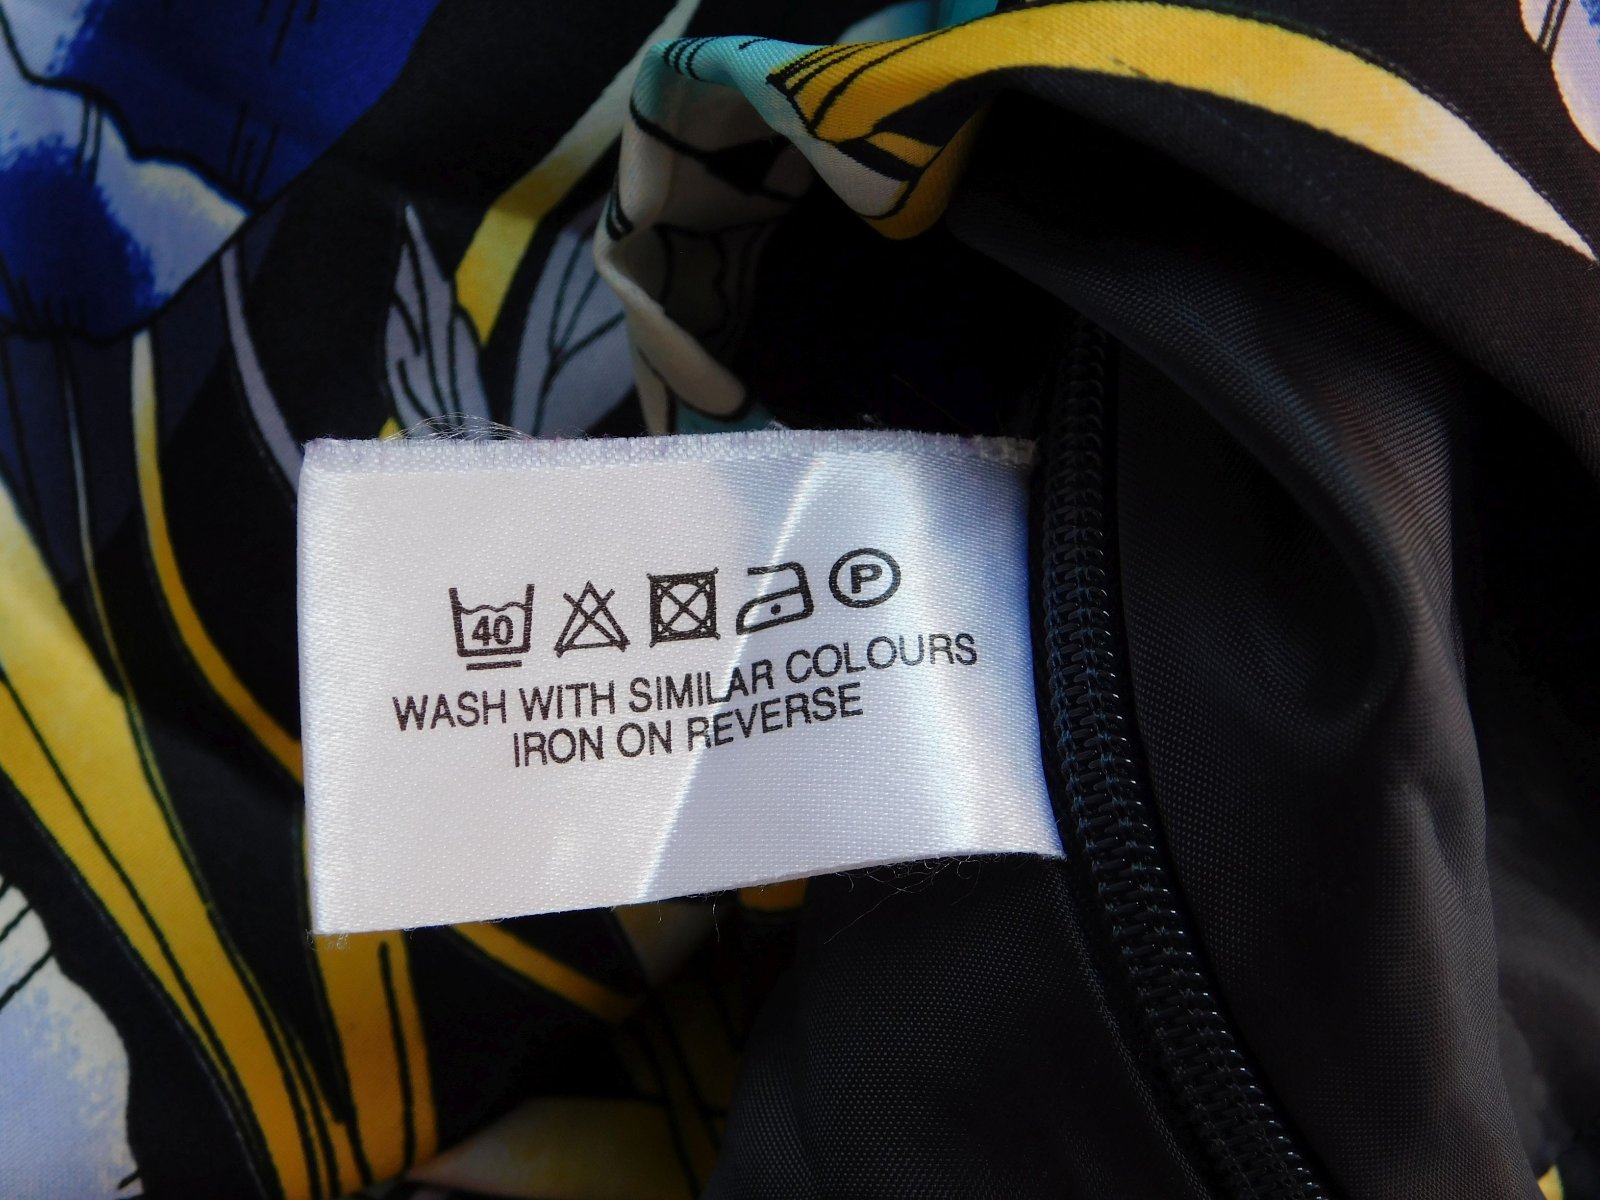 40 P
WASH WITH SIMILAR COLOURS
IRON ON REVERSE